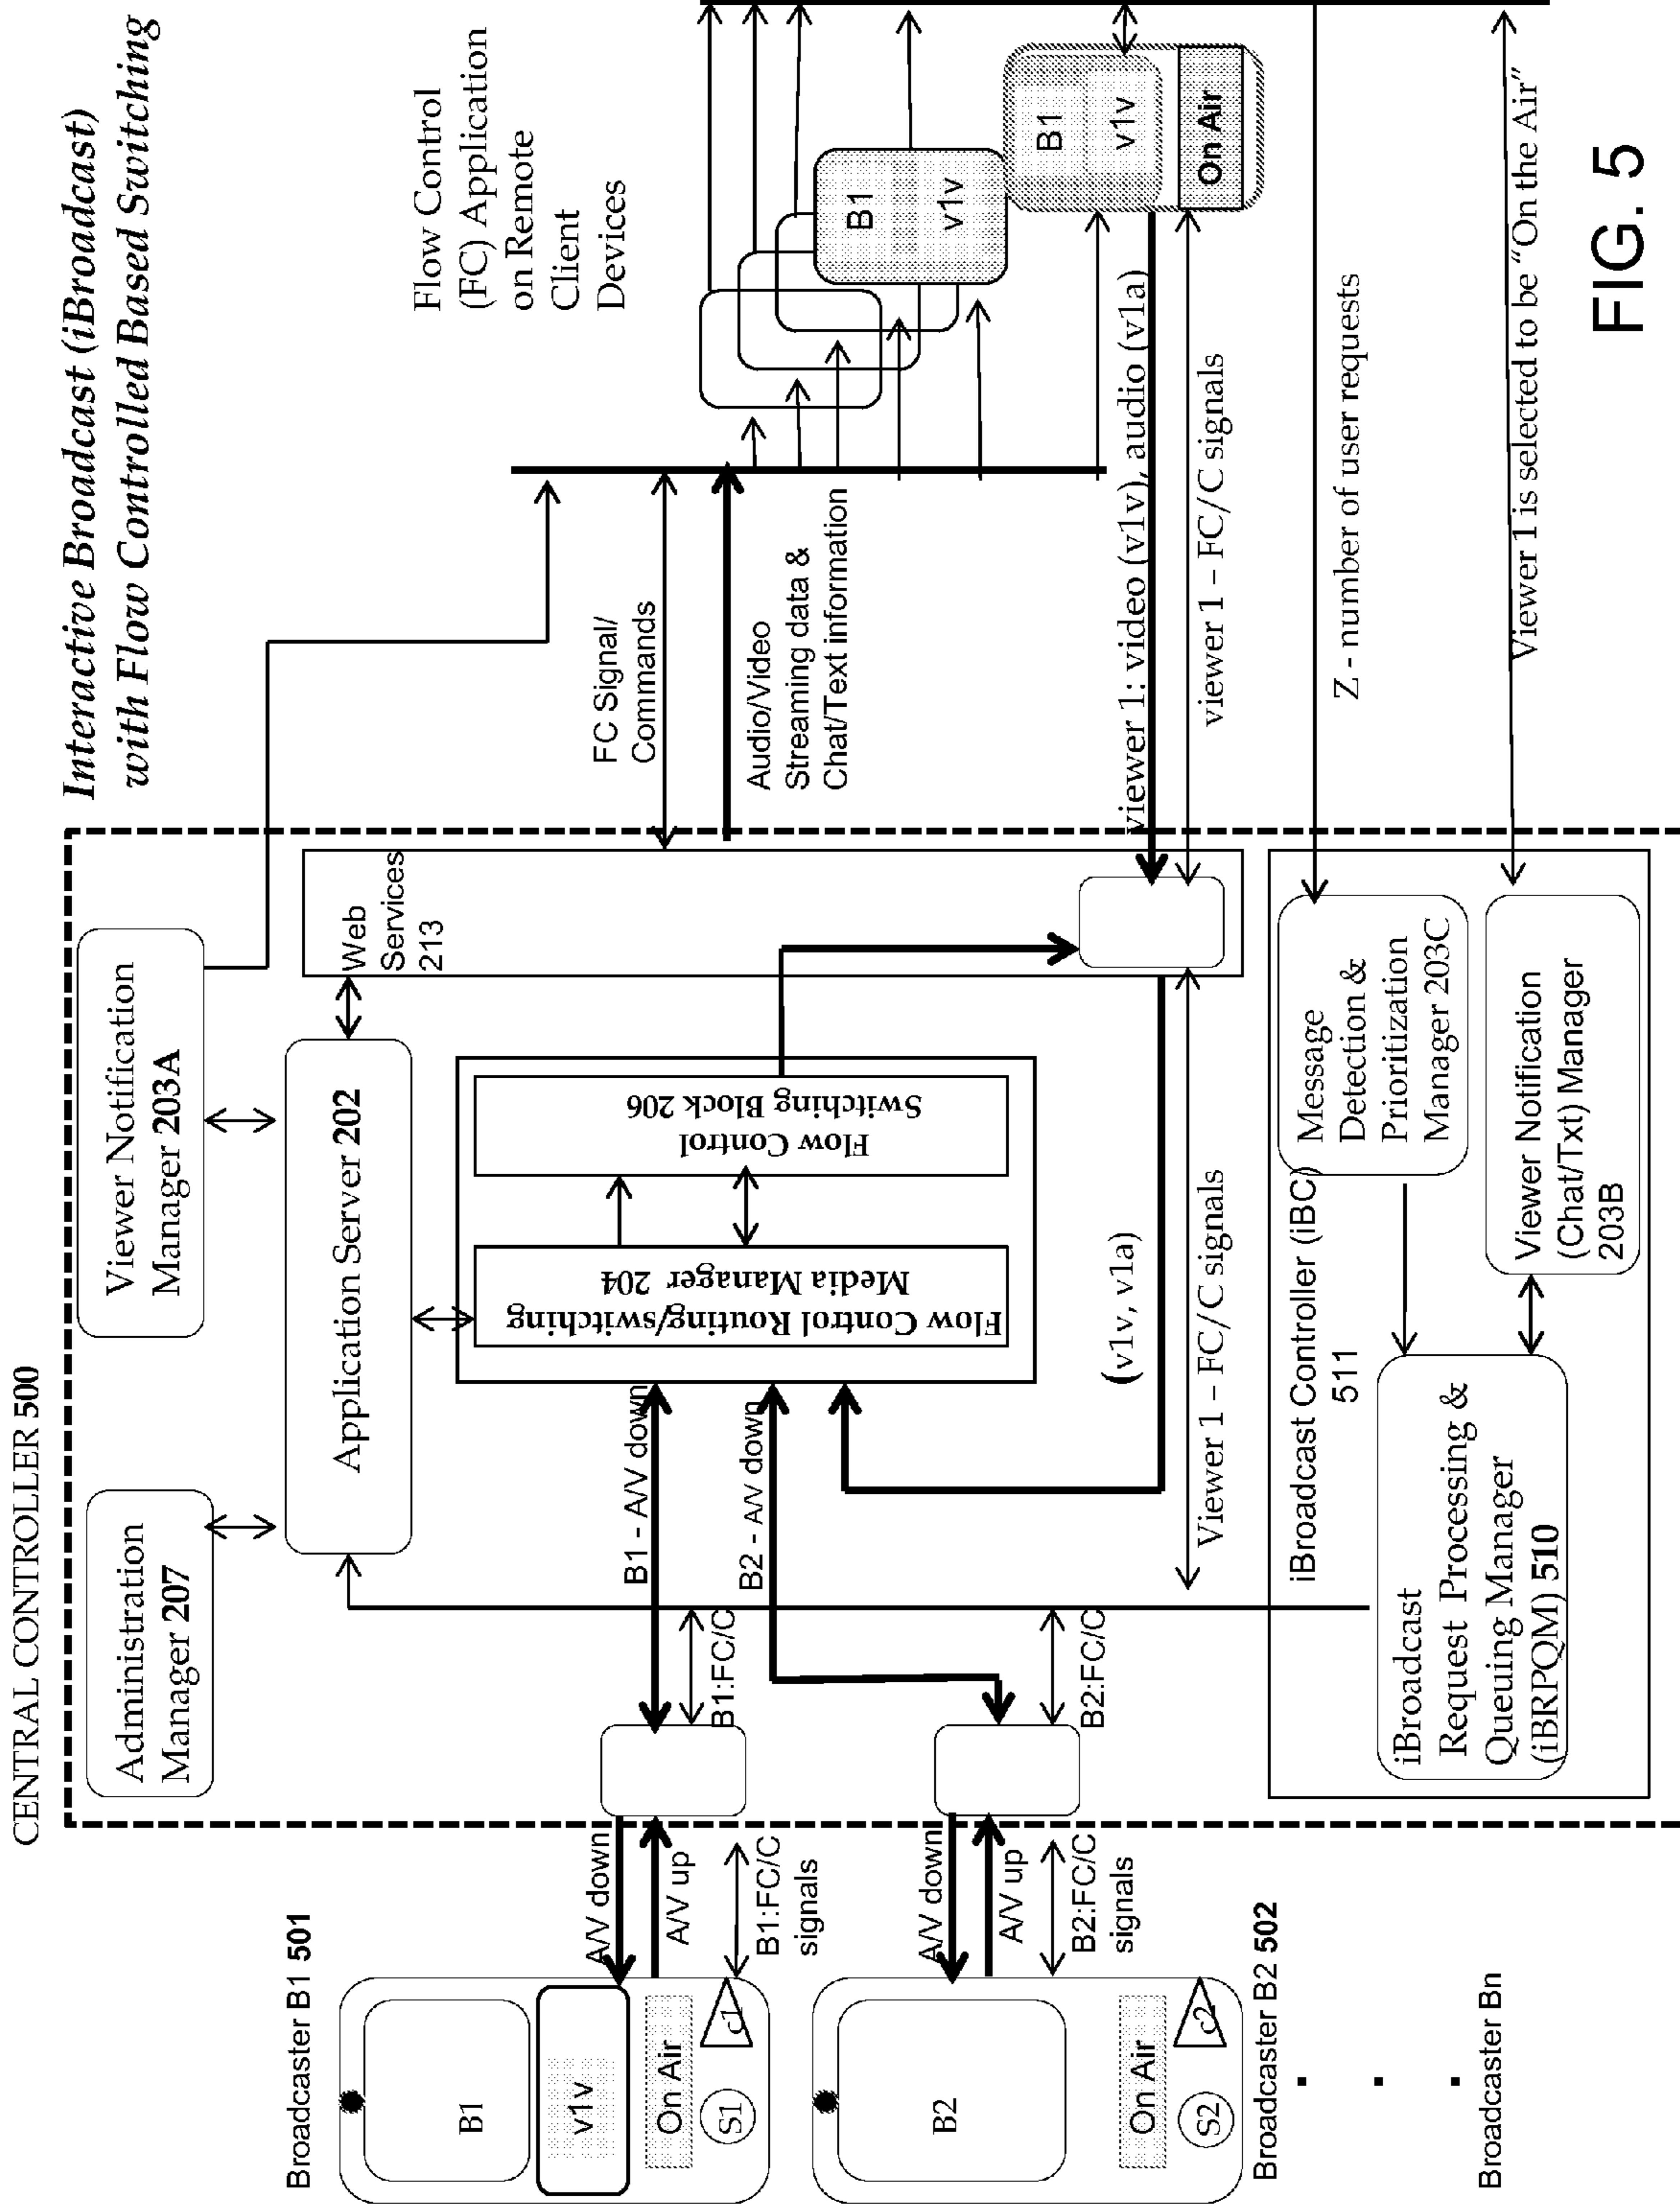 Interactive Broadcast (iBroadcast)
with Flow Controlled Based Switching
CENTRAL CONTROLLER 500
Administration
Manager 207
Viewer Notification
Manager 203A
Application Server 202
Web
Services
213
Flow Control Routing/switching
Media Manager 204
Flow Control
Switching Block 206
B1 - A/V down
B2 - A/V down
B1:FC/C
B2:FC/C
(v1v, v1a)
Viewer 1 – FC/C signals
iBroadcast Controller (iBC)
511
iBroadcast
Request Processing &
Queuing Manager
(iBRPQM) 510
Message
Detection &
Prioritization
Manager 203C
Viewer Notification
(Chat/Txt) Manager
203B
Broadcaster B1 501
B1
v1v
On Air
S1
c1
A/V down
A/V up
B1:FC/C
signals
B2
On Air
S2
c2
A/V down
A/V up
B2:FC/C
signals
Broadcaster B2 502
Broadcaster Bn
Flow Control
(FC) Application
on Remote
Client
Devices
FC Signal/
Commands
Audio/Video
Streaming data &
Chat/Text information
B1
v1v
B1
v1v
On Air
viewer 1: video (v1v), audio (v1a)
viewer 1 – FC/C signals
Z - number of user requests
Viewer 1 is selected to be "On the Air"
FIG. 5